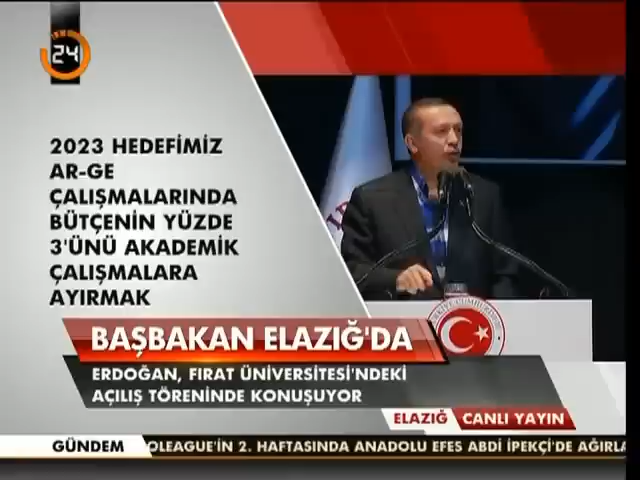 24
2023 HEDEFİMİZ
AR-GE
ÇALIŞMALARINDA
BÜTÇENİN YÜZDE
3'ÜNÜ AKADEMİK
ÇALIŞMALARA
AYIRMAK
BAŞBAKAN ELAZIĞ'DA
ERDOĞAN, FIRAT ÜNİVERSİTESİ'NDEKİ
AÇILIŞ TÖRENİNDE KONUŞUYOR
ELAZIĞ CANLI YAYIN
GÜNDEM OLEAGUE'İN 2. HAFTASINDA ANADOLU EFES ABDİ İPEKÇİ'DE AĞIRLA